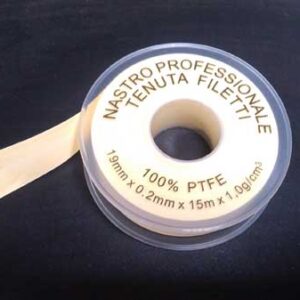 NASTRO PROFESSIONALE
TENUTA FILETTI
100% PTFE
19mm x 0.2mm x 15m x 1,0g/cm³